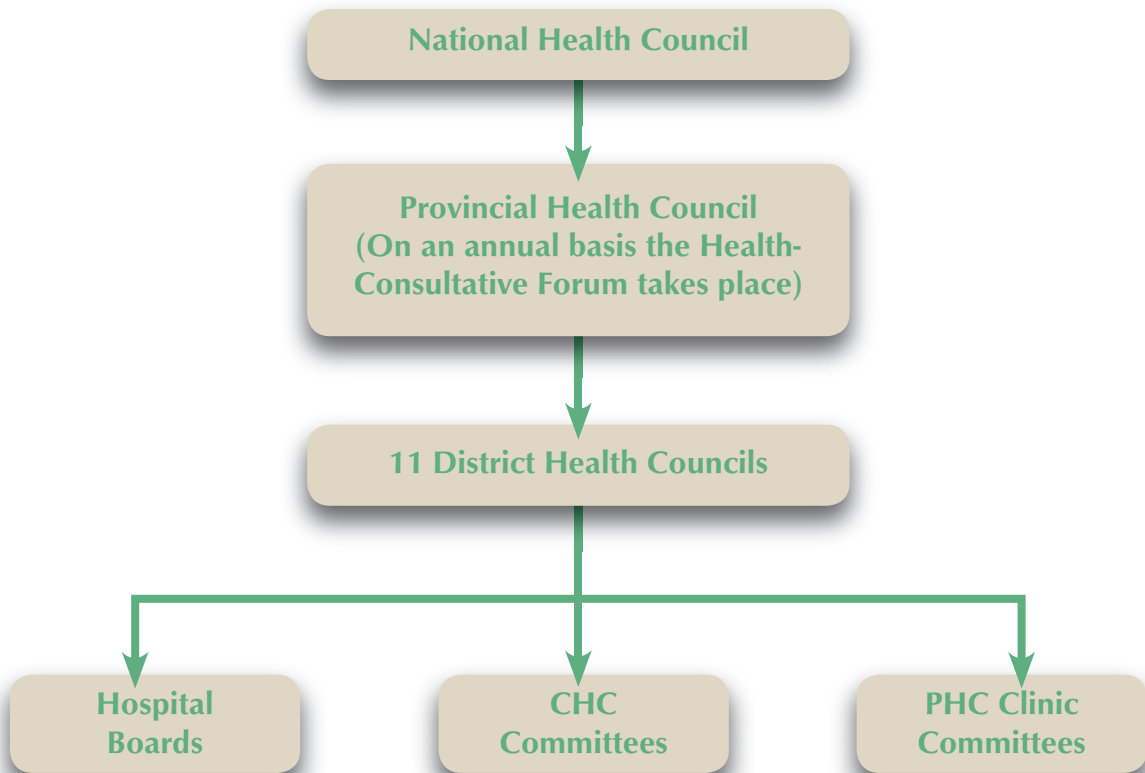 National Health Council
Provincial Health Council
(On an annual basis the Health-
Consultative Forum takes place)
11 District Health Councils
Hospital
Boards
CHC
Committees
PHC Clinic
Committees